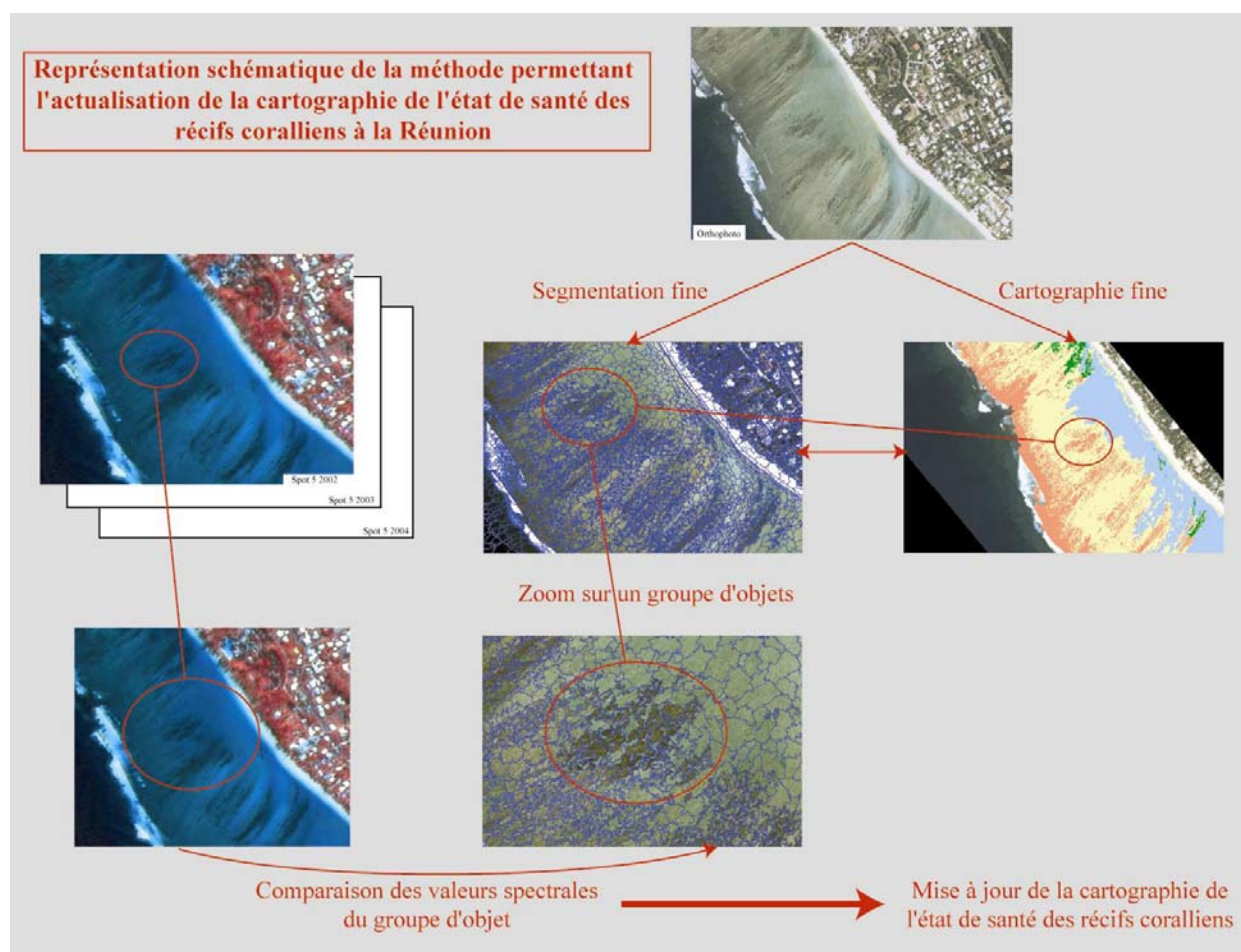 Représentation schématique de la méthode permettant
l'actualisation de la cartographie de l'état de santé des
récifs coralliens à la Réunion
Orthophoto
Segmentation fine
Cartographie fine
Spot 5 2002
Spot 5 2003
Spot 5 2004
Zoom sur un groupe d'objets
Comparaison des valeurs spectrales
du groupe d'objet
Mise à jour de la cartographie de
l'état de santé des récifs coralliens